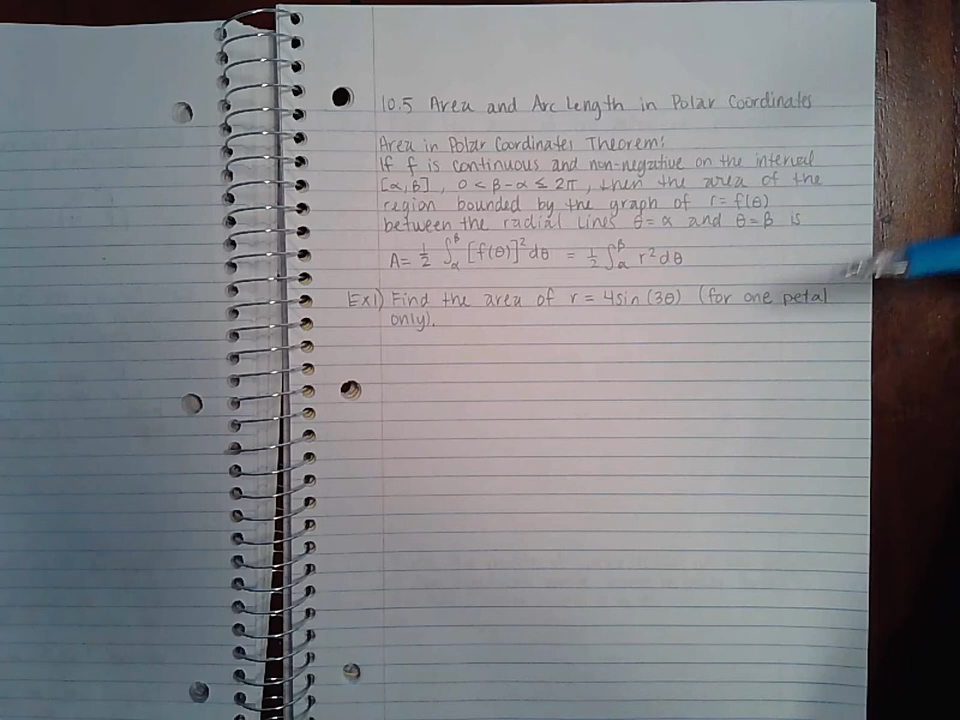 10.5 Area and Arc Length in Polar Coordinates
Area in Polar Coordinates Theorem:
If f is continuous and non-negative on the interval
[α, β], 0 < β - α ≤ 2π, then the area of the
region bounded by the graph of r = f(θ)
between the radial lines θ = α and θ = β is
A = 1/2 ∫_α^β [f(θ)]² dθ = 1/2 ∫_α^β r² dθ
Ex1) Find the area of r = 4sin(3θ) (for one petal
only).